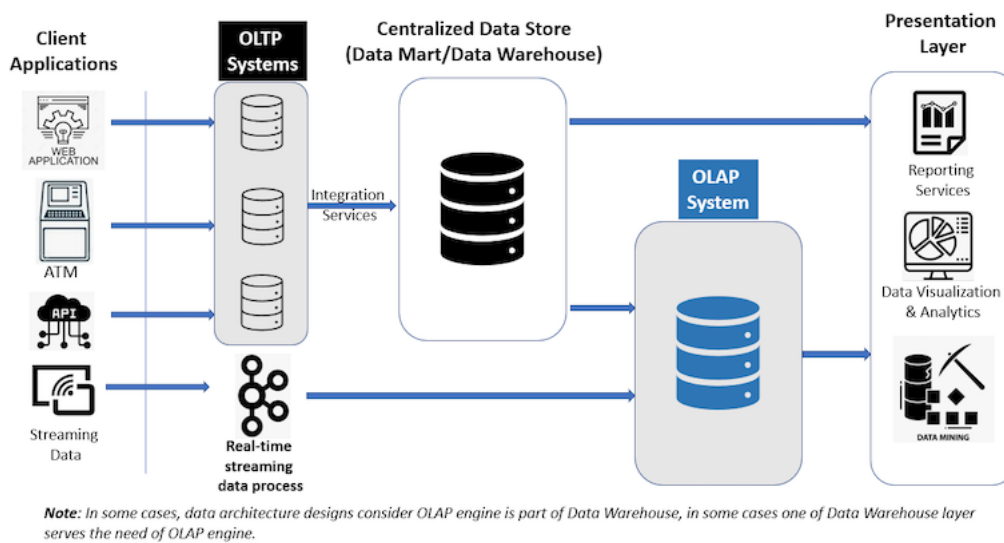 Client
Applications
OLTP
Systems
Centralized Data Store
(Data Mart/Data Warehouse)
Presentation
Layer
WEB
APPLICATION
ATM
API
Streaming
Data
Integration
Services
Real-time
streaming
data process
OLAP
System
Reporting
Services
Data Visualization
& Analytics
DATA MINING
Note: In some cases, data architecture designs consider OLAP engine is part of Data Warehouse, in some cases one of Data Warehouse layer
serves the need of OLAP engine.